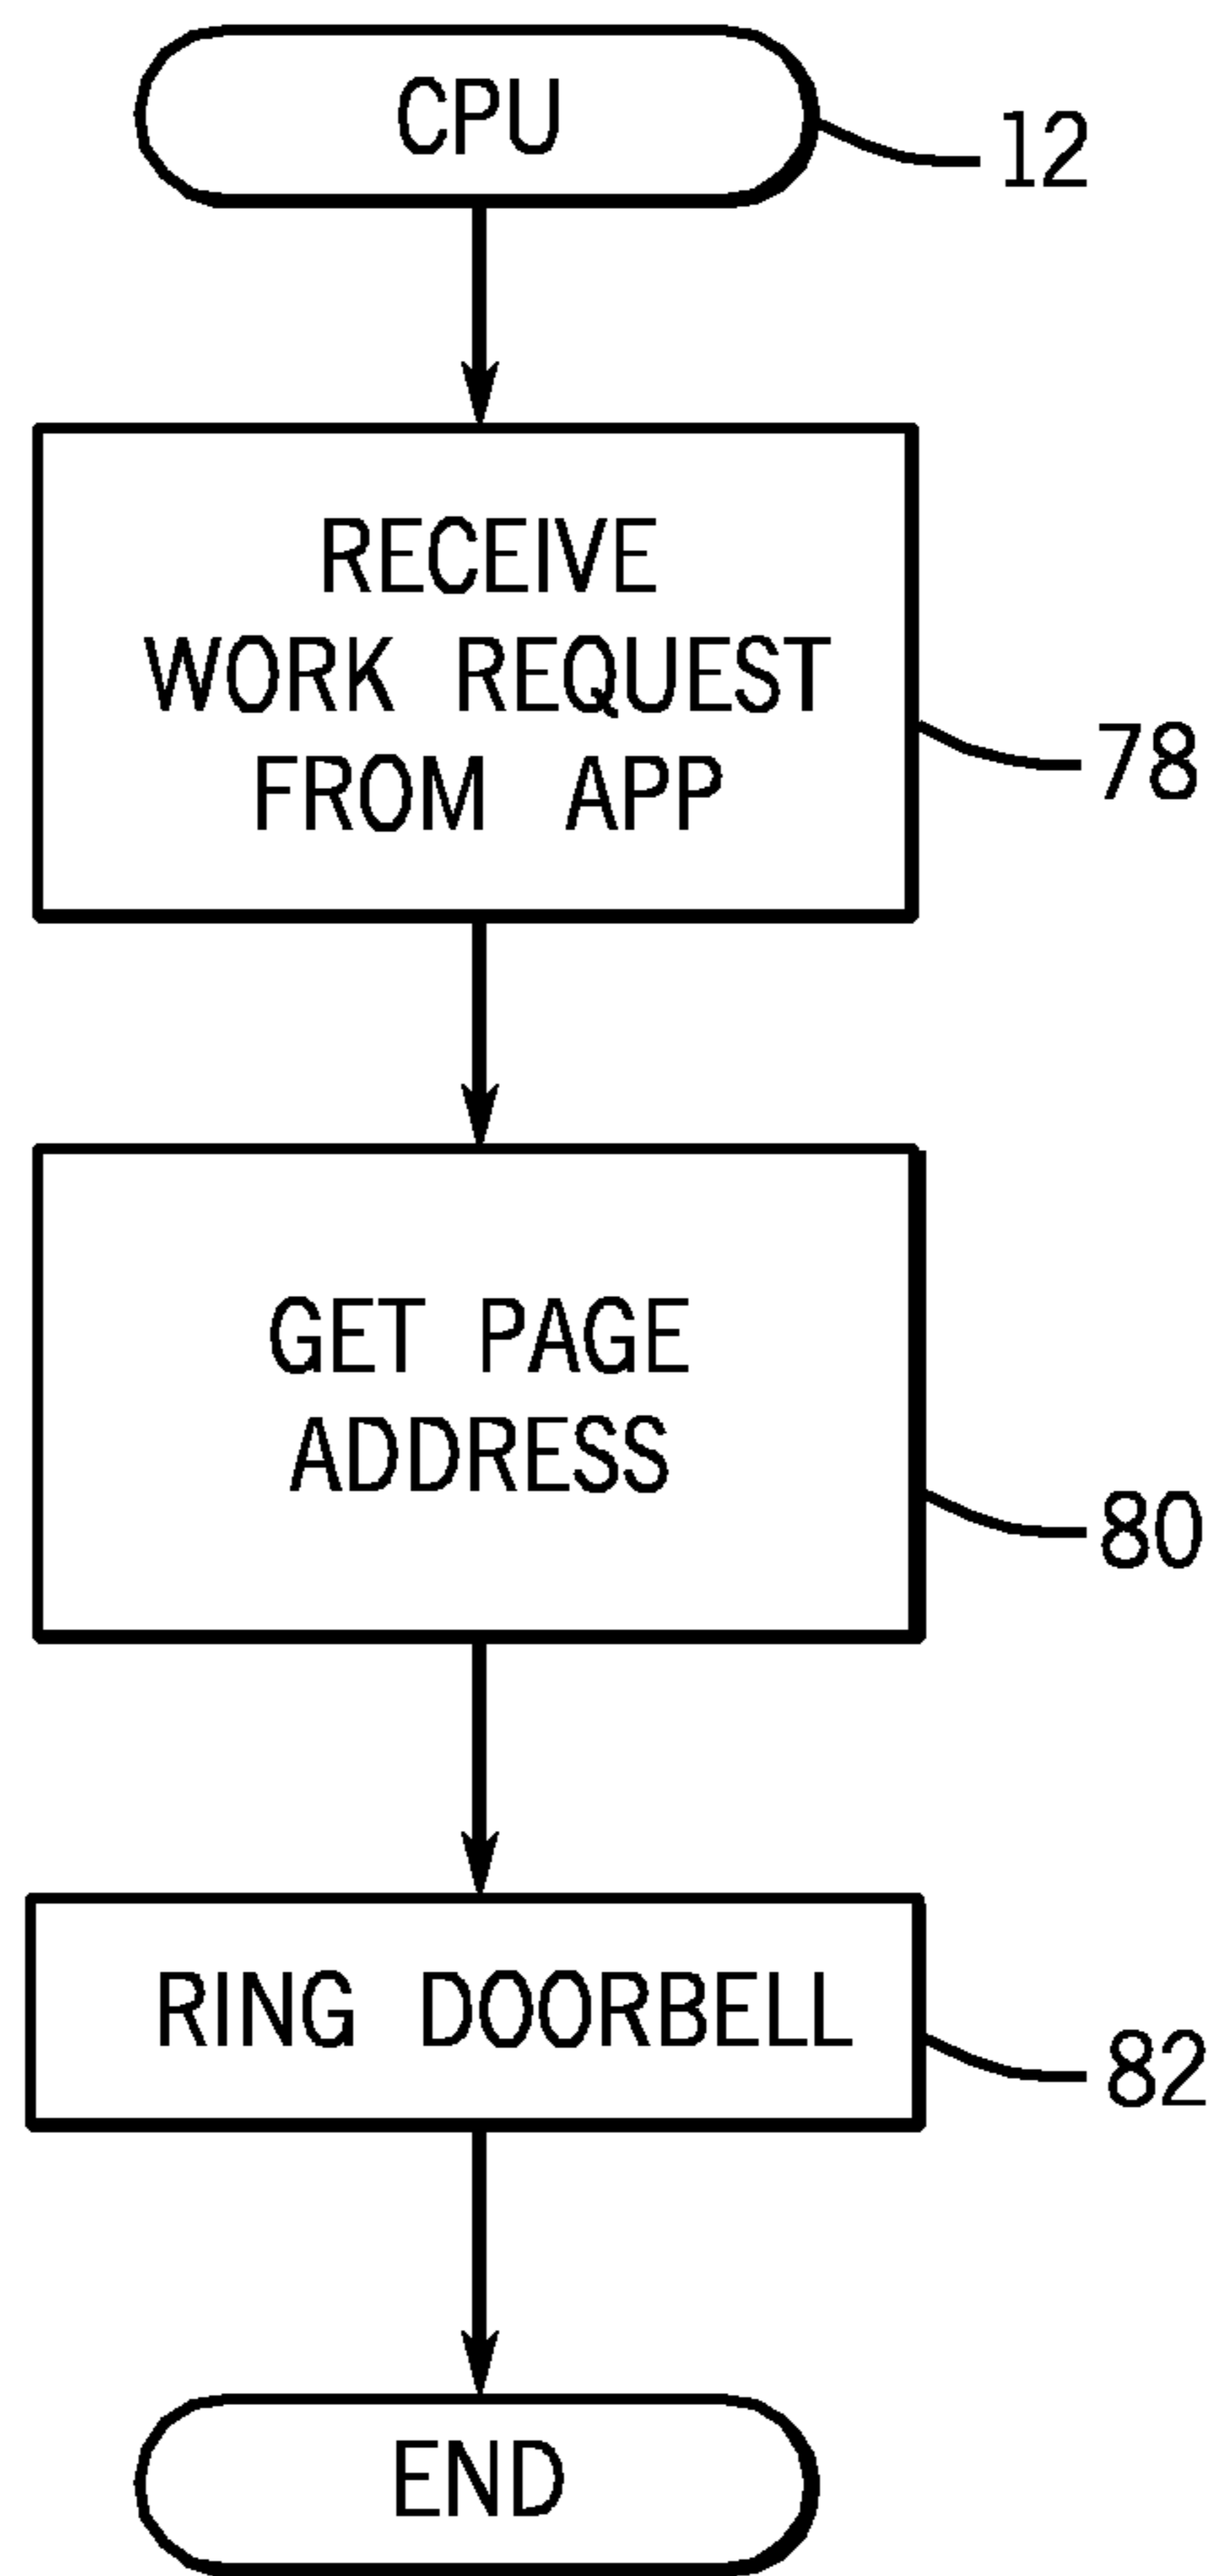 CPU
12
RECEIVE
WORK REQUEST
FROM APP
78
GET PAGE
ADDRESS
80
RING DOORBELL
82
END